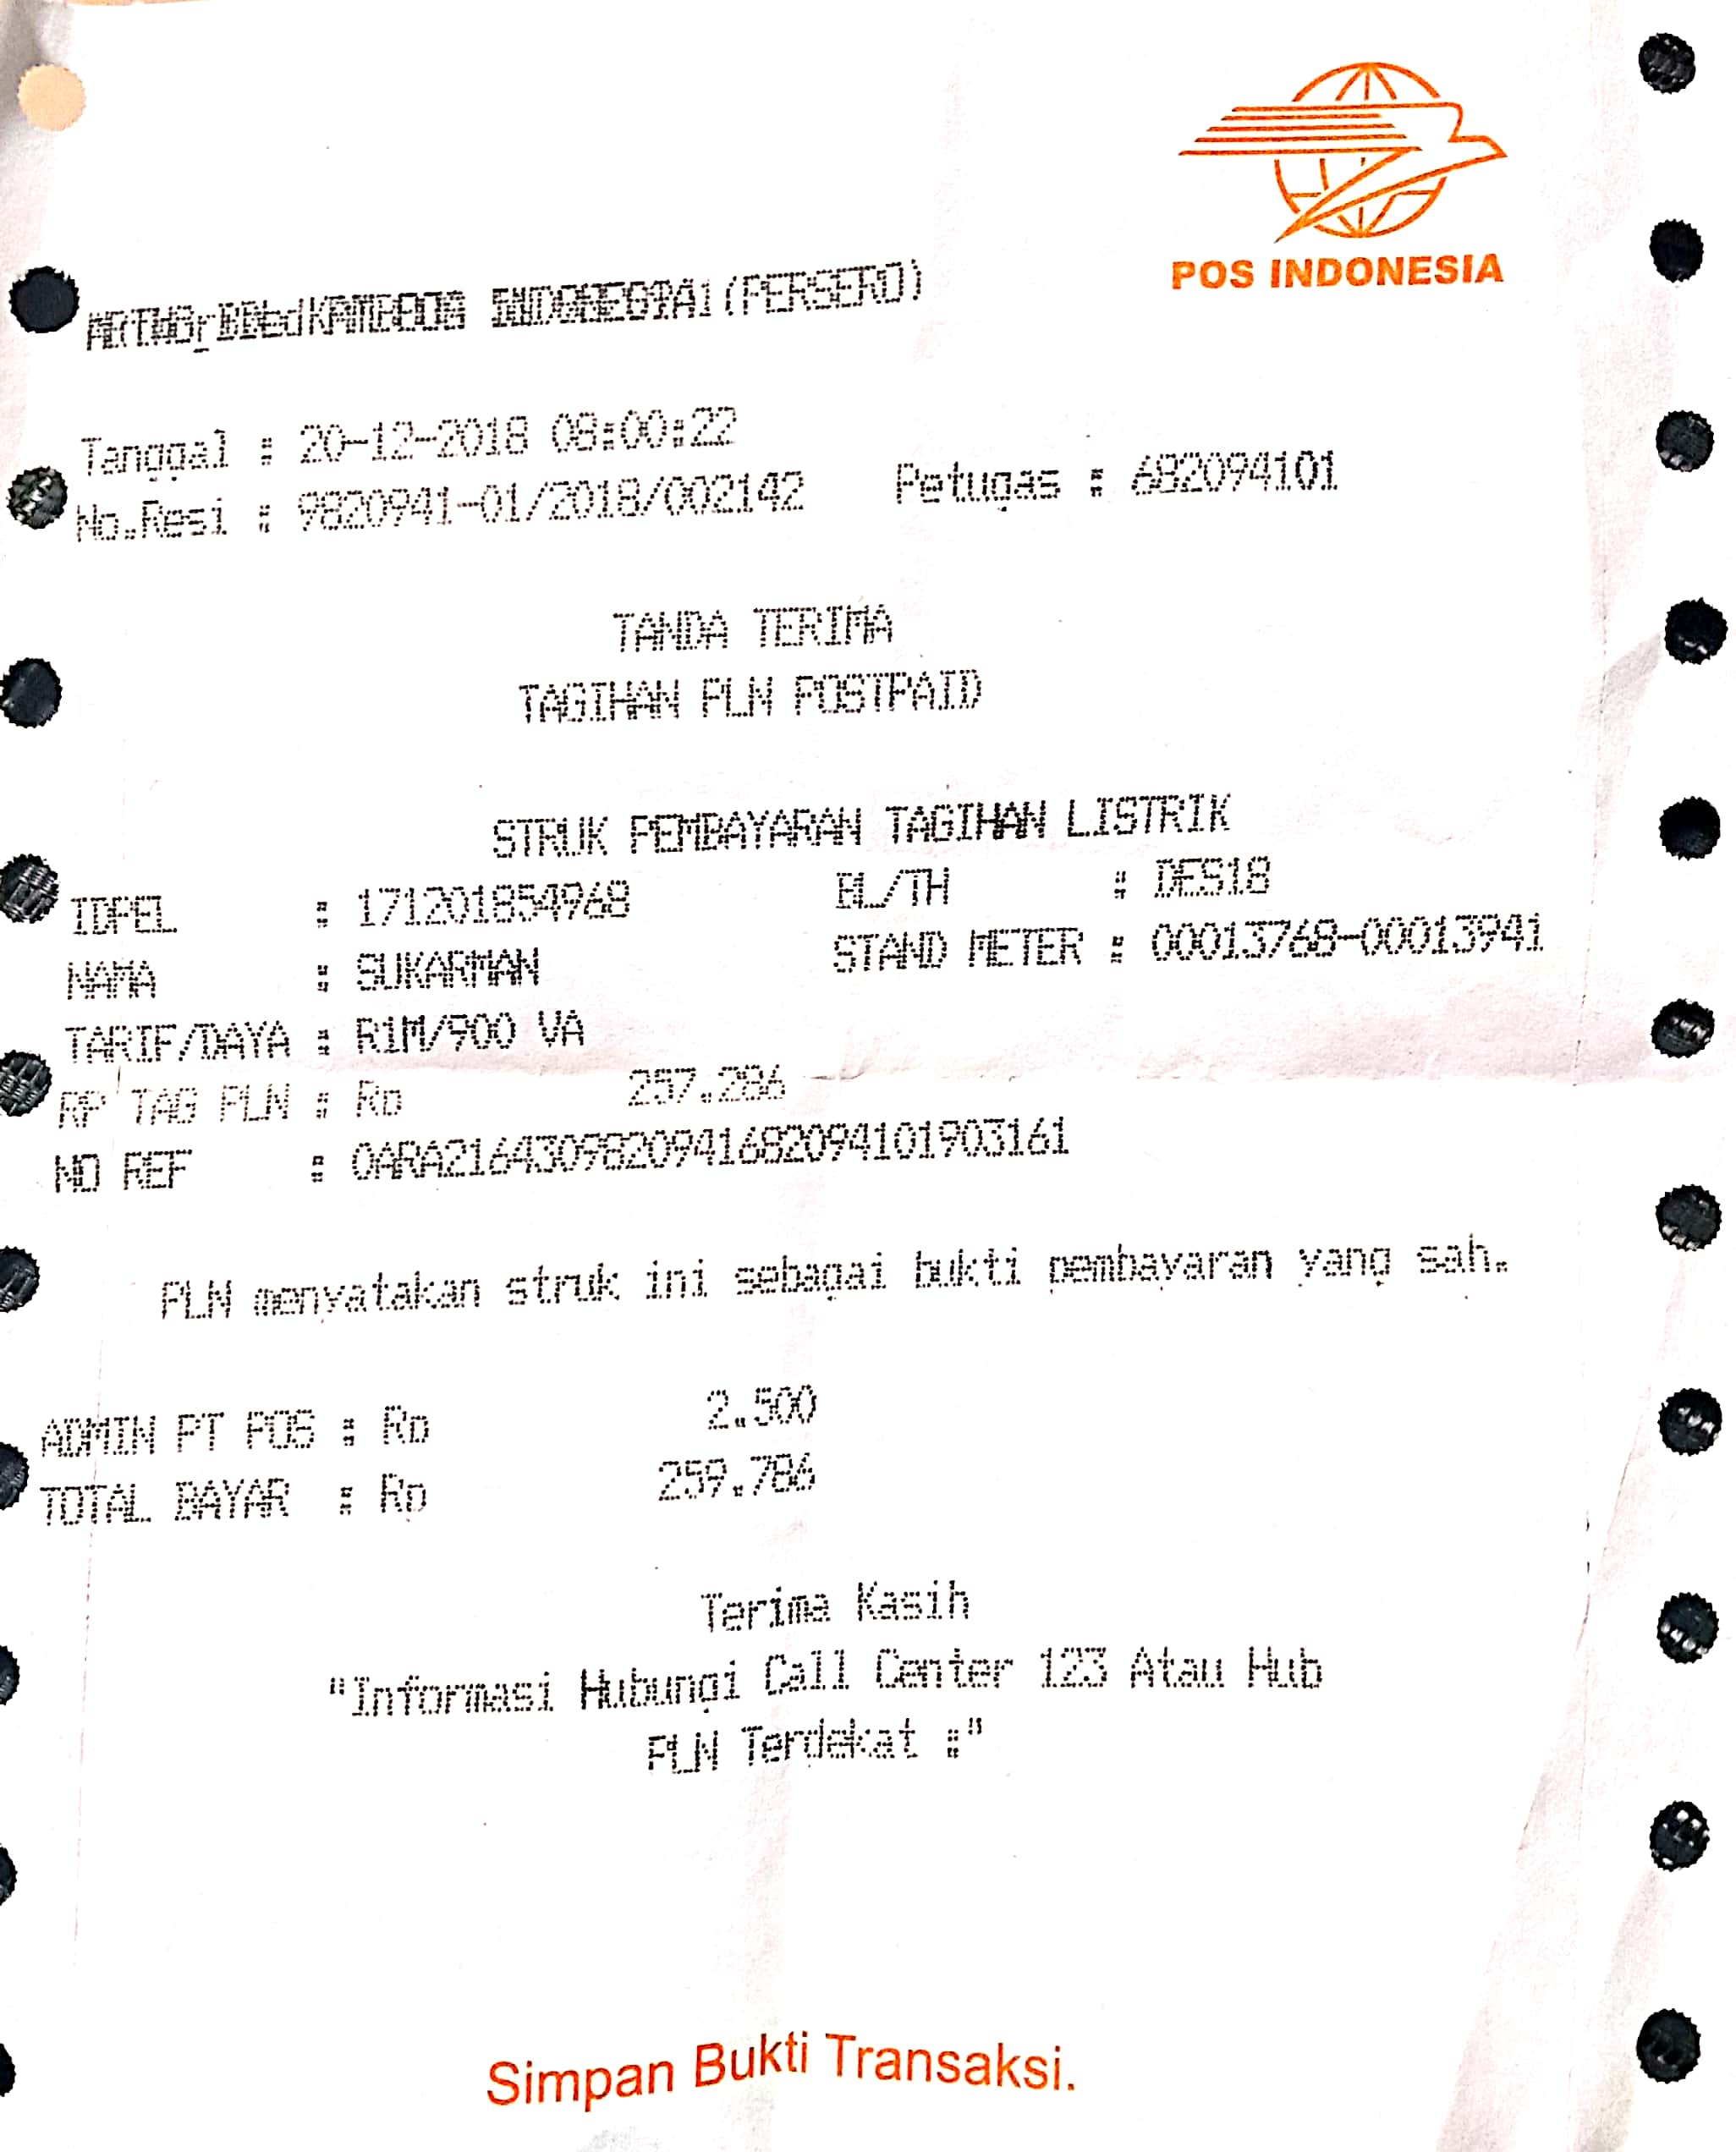 POS INDONESIA
(PERSERO)
Tanggal : 20-12-2018 08:00:22
No.Resi : 9820941-01/2018/002142 Petugas : 682094101
TANDA TERIMA
TAGIHAN PLN POSTPAID
STRUK PEMBAYARAN TAGIHAN LISTRIK
IDPEL : 171201854968 BL/TH : DES18
NAMA : SUKARMAN STAND METER : 00013768-00013941
TARIF/DAYA : R1M/900 VA
RP TAG PLN : Rp 257.286
NO REF : 0ARA2164309820941682094101903161
PLN menyatakan struk ini sebagai bukti pembayaran yang sah.
ADMIN PT POS : Rp 2.500
TOTAL BAYAR : Rp 259.786
Terima Kasih
"Informasi Hubungi Call Center 123 Atau Hub
PLN Terdekat :"
Simpan Bukti Transaksi.